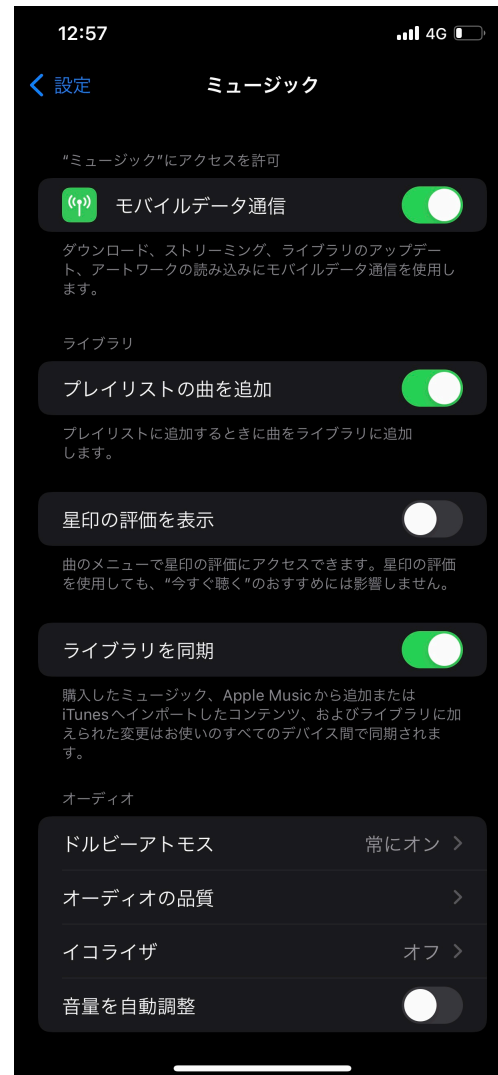 12:57 4G
設定 ミュージック
“ミュージック”にアクセスを許可
モバイルデータ通信
ダウンロード、ストリーミング、ライブラリのアップデー
ト、アートワークの読み込みにモバイルデータ通信を使用し
ます。
ライブラリ
プレイリストの曲を追加
プレイリストに追加するときに曲をライブラリに追加
します。
星印の評価を表示
曲のメニューで星印の評価にアクセスできます。星印の評価
を使用しても、“今すぐ聴く”のおすすめには影響しません。
ライブラリを同期
購入したミュージック、Apple Musicから追加または
iTunesへインポートしたコンテンツ、およびライブラリに加
えられた変更はお使いのすべてのデバイス間で同期されま
す。
オーディオ
ドルビーアトモス 常にオン
オーディオの品質
イコライザ オフ
音量を自動調整